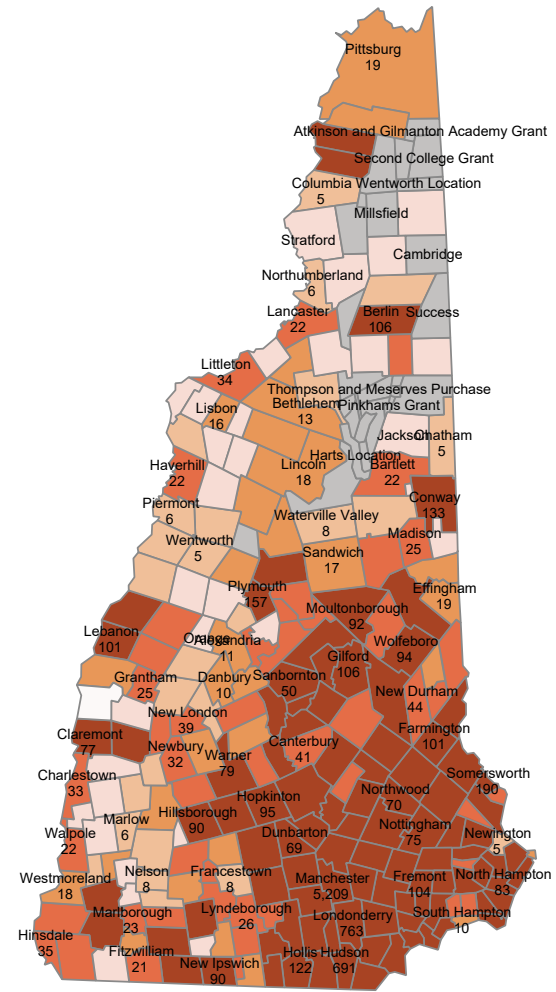 Pittsburg
19
Atkinson and Gilmanton Academy Grant
Second College Grant
Columbia
5
Wentworth Location
Millsfield
Stratford
Cambridge
Northumberland
6
Lancaster
22
Berlin
106
Success
Littleton
34
Thompson and Meserves Purchase
Bethlehem
13
Pinkhams Grant
Lisbon
16
Jackson
Chatham
5
Harts Location
Haverhill
22
Lincoln
18
Bartlett
22
Conway
133
Piermont
6
Waterville Valley
8
Madison
25
Wentworth
5
Sandwich
17
Plymouth
157
Effingham
19
Moultonborough
92
Lebanon
101
Orange
Alexandria
11
Wolfeboro
94
Gilford
106
Grantham
25
Danbury
10
Sanbornton
50
New Durham
44
New London
39
Claremont
77
Newbury
32
Warner
79
Canterbury
41
Farmington
101
Charlestown
33
Somersworth
190
Hopkinton
95
Northwood
70
Marlow
6
Hillsborough
90
Walpole
22
Dunbarton
69
Nottingham
75
Newington
5
Westmoreland
18
Nelson
8
Francestown
8
Manchester
5,209
Fremont
104
North Hampton
83
Marlborough
23
Lyndeborough
26
Londonderry
763
South Hampton
10
Hinsdale
35
Fitzwilliam
21
New Ipswich
90
Hollis
122
Hudson
691